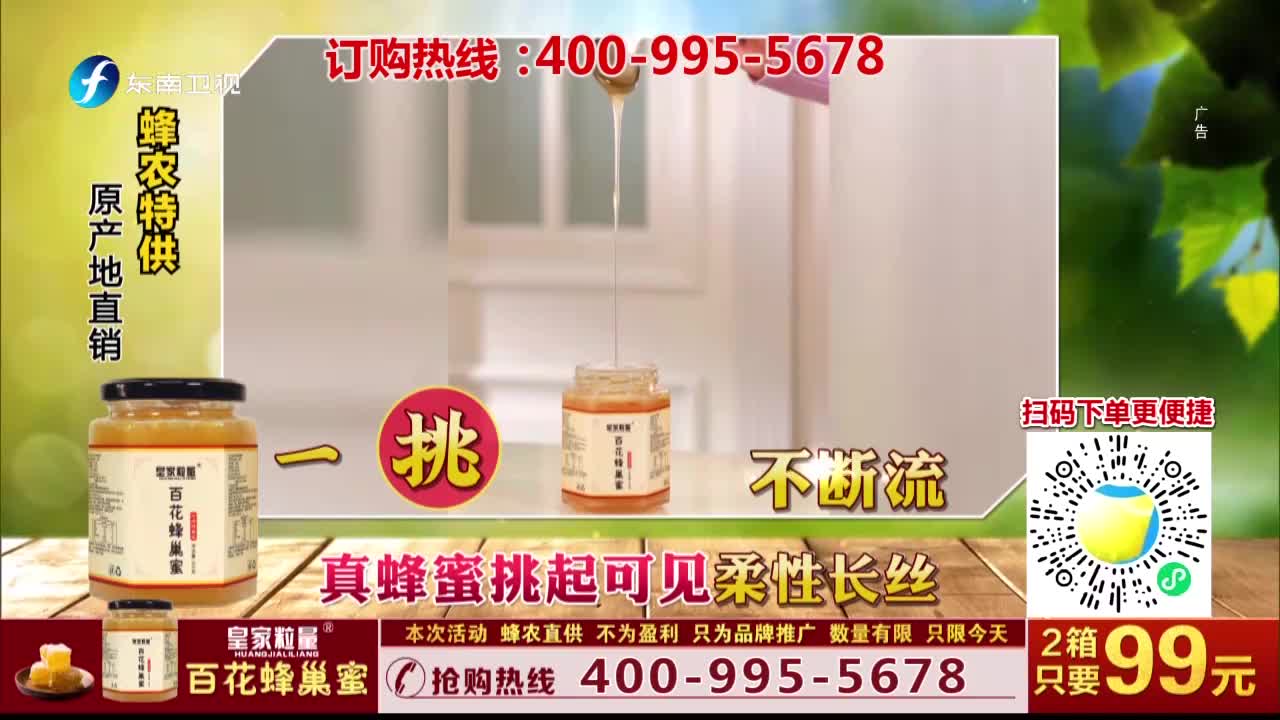 订购热线：400-995-5678
东南卫视
广告
蜂农特供
原产地直销
皇家粒量
百花蜂巢蜜
一挑
不断流
皇家粒量
百花蜂巢蜜
真蜂蜜挑起可见柔性长丝
扫码下单更便捷
百花蜂巢蜜
皇家粒量®
HUANGJIALILIANG
百花蜂巢蜜
本次活动 蜂农直供 不为盈利 只为品牌推广 数量有限 只限今天
抢购热线 400-995-5678
2箱
只要99元